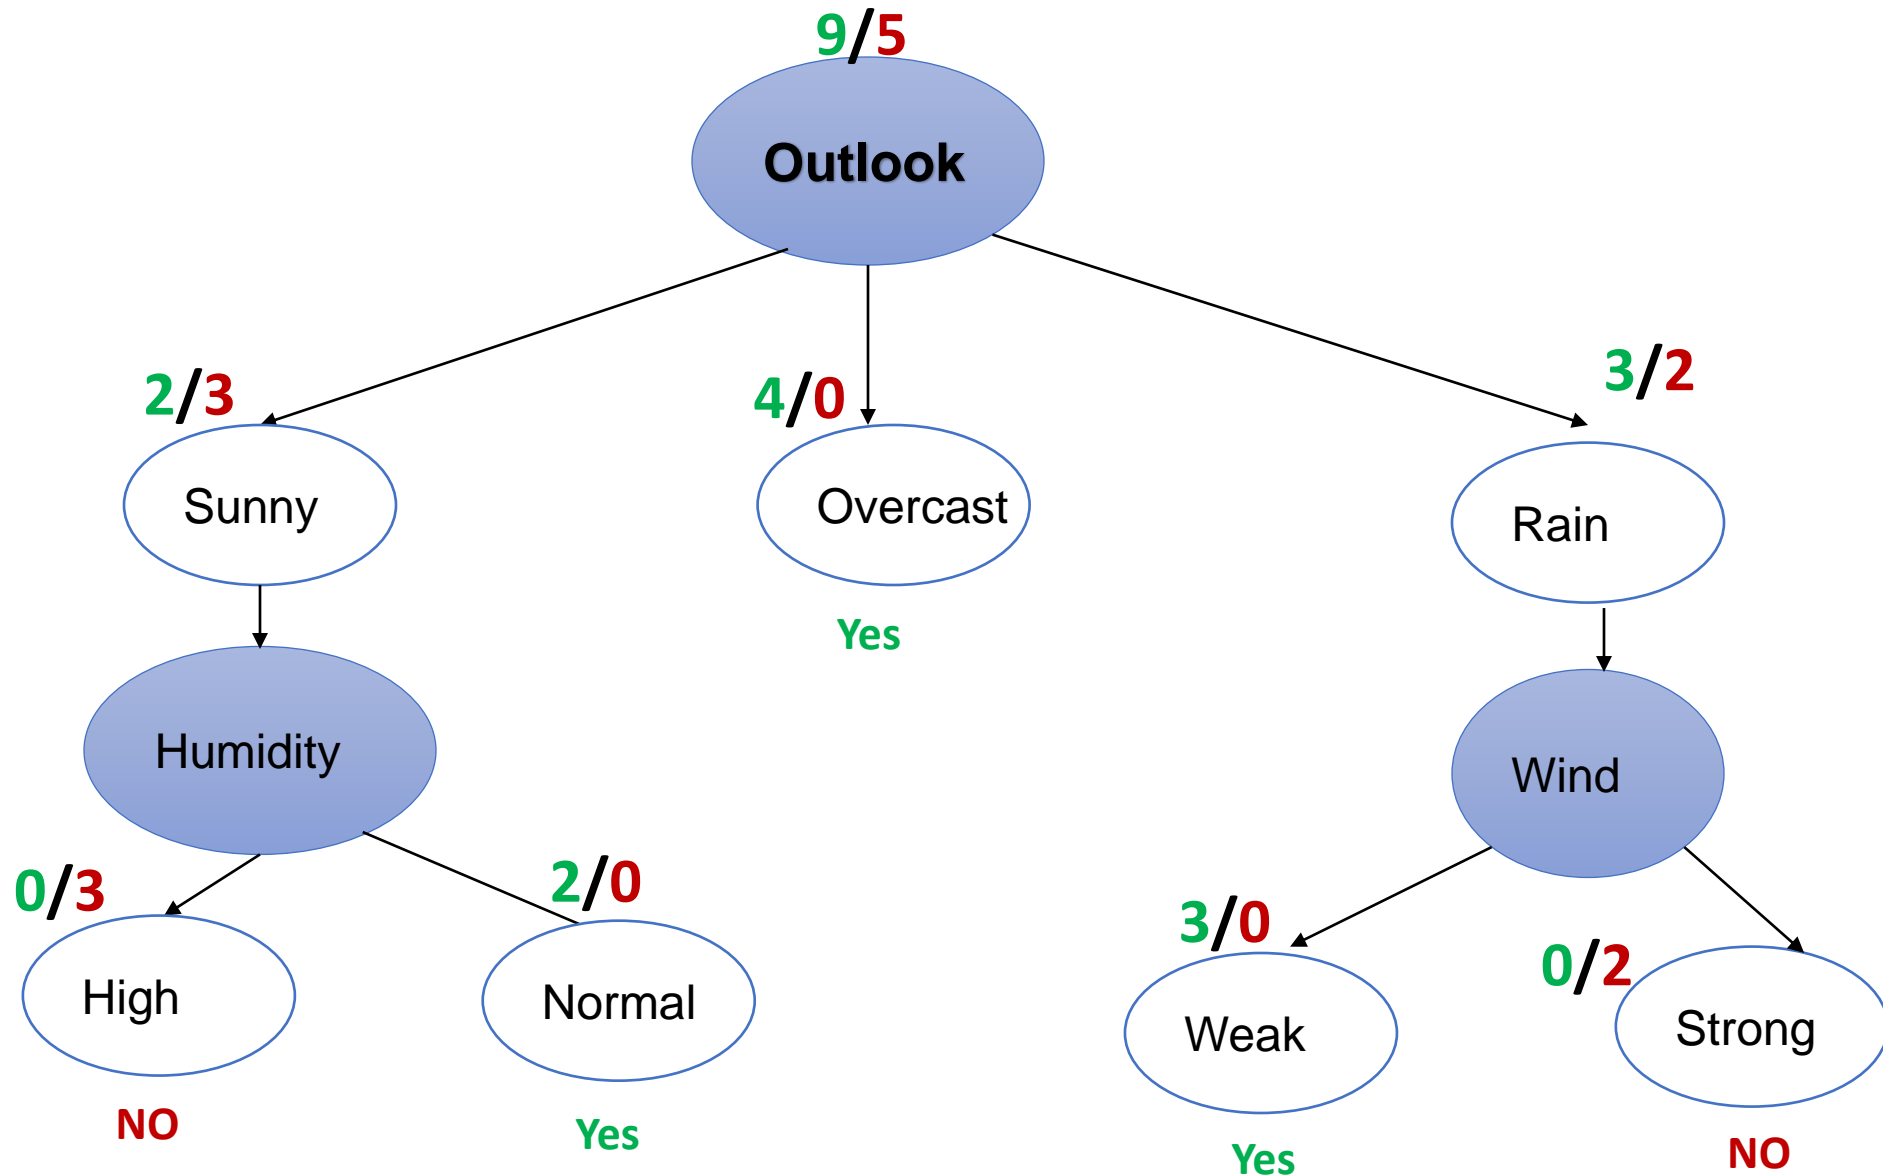 9/5
Outlook
2/3
4/0
3/2
Sunny
Overcast
Rain
Yes
Humidity
Wind
0/3
2/0
3/0
0/2
High
Normal
Weak
Strong
NO
Yes
Yes
NO